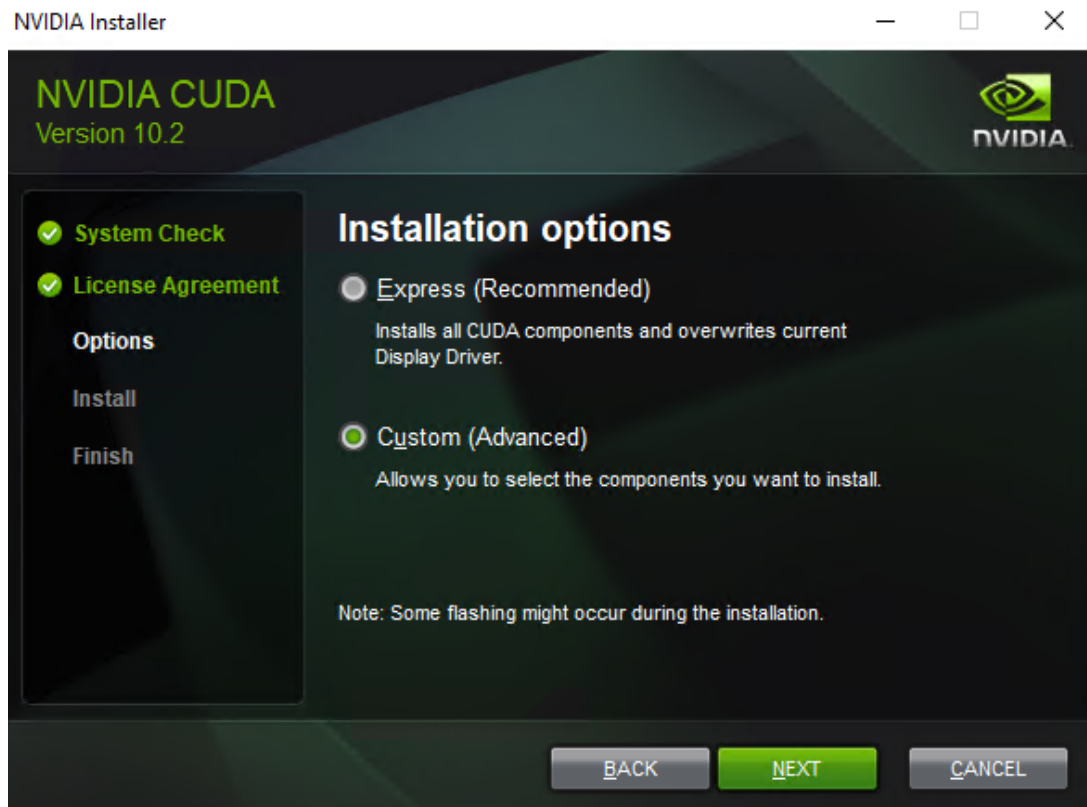 NVIDIA Installer
NVIDIA CUDA
Version 10.2
NVIDIA.
System Check
License Agreement
Options
Install
Finish
Installation options
Express (Recommended)
Installs all CUDA components and overwrites current
Display Driver.
Custom (Advanced)
Allows you to select the components you want to install.
Note: Some flashing might occur during the installation.
BACK
NEXT
CANCEL